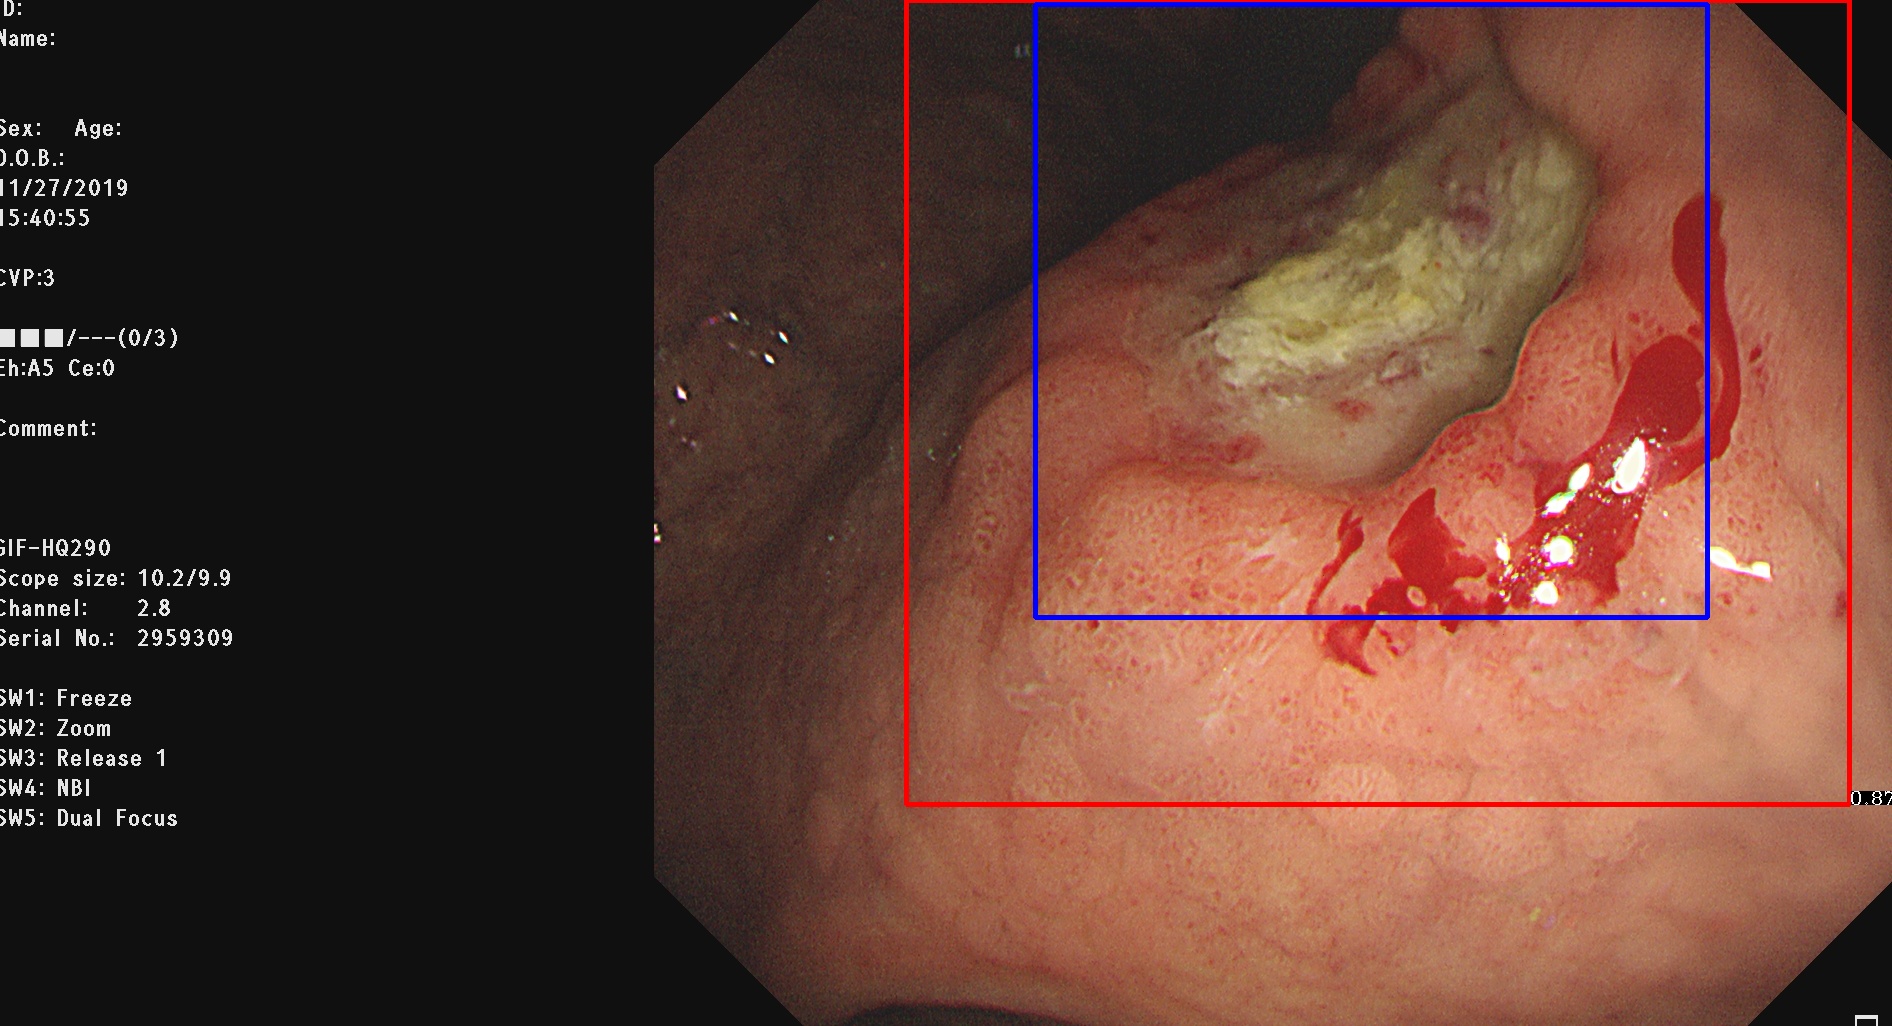 ID:
Name:
Sex: Age:
D.O.B.:
11/27/2019
15:40:55
CVP:3
■■■/---(0/3)
Eh:A5 Ce:0
Comment:
GIF-HQ290
Scope size: 10.2/9.9
Channel: 2.8
Serial No.: 2959309
SW1: Freeze
SW2: Zoom
SW3: Release 1
SW4: NBI
SW5: Dual Focus
0.87